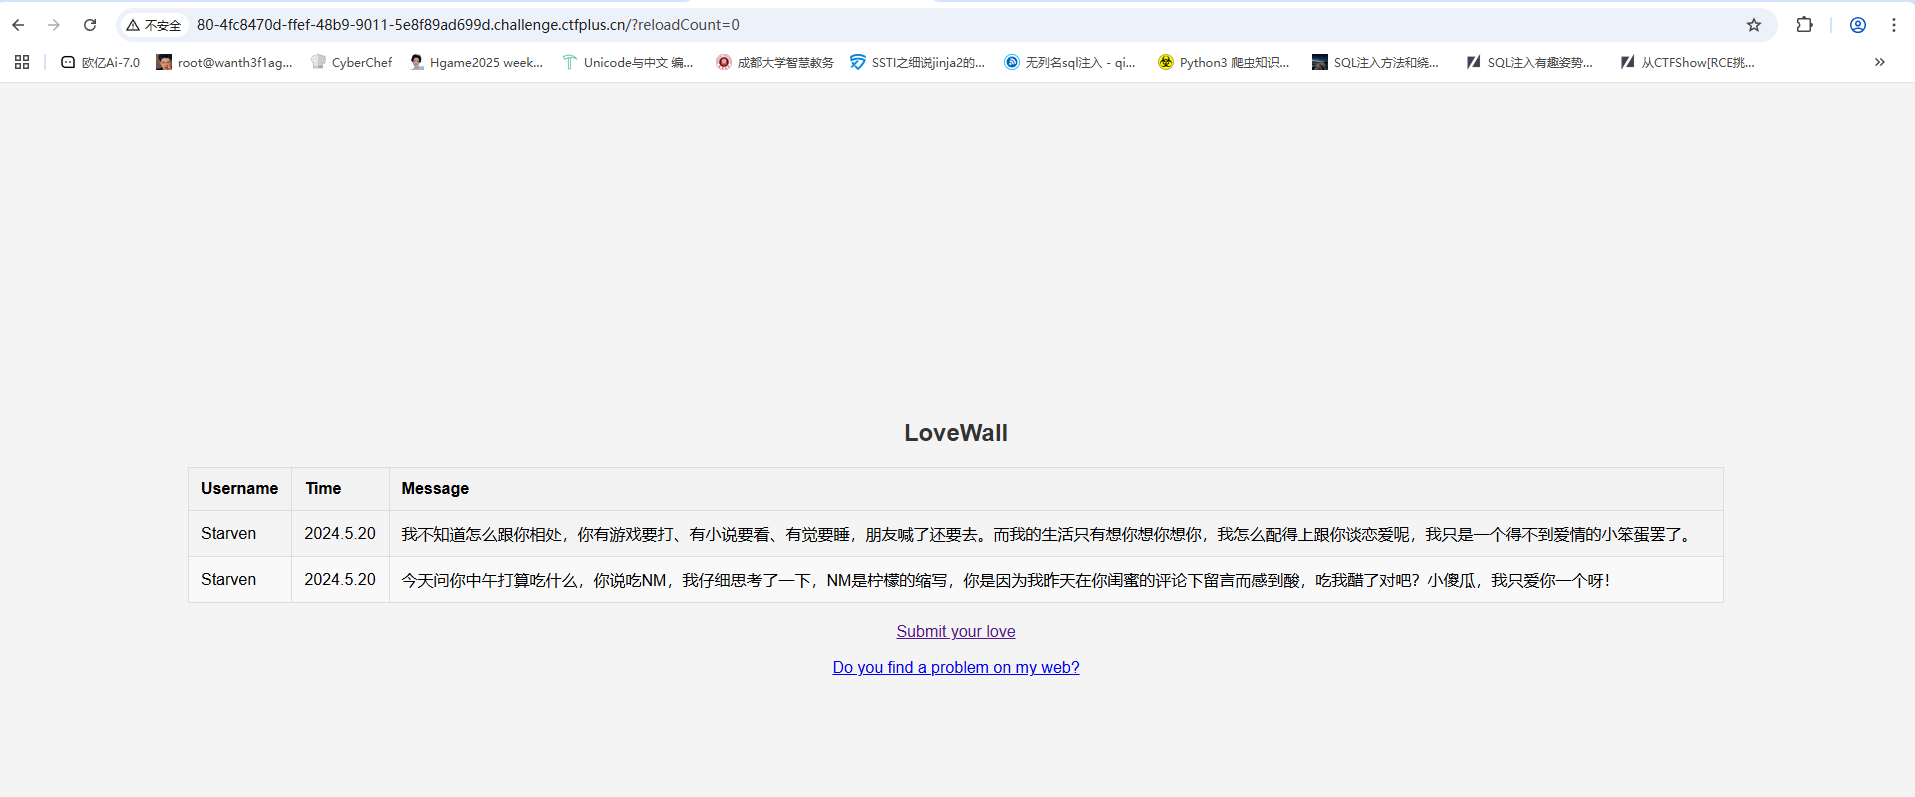 不安全 80-4fc8470d-ffef-48b9-9011-5e8f89ad699d.challenge.ctfplus.cn/?reloadCount=0
欧亿Ai-7.0 root@wanth3f1ag... CyberChef Hgame2025 week... Unicode与中文 编... 成都大学智慧教务 SSTI之细说jinja2的... 无列名sql注入 - qi... Python3 爬虫知识... SQL注入方法和绕... SQL注入有趣姿势... 从CTFShow[RCE挑... »
LoveWall
Username Time Message
Starven 2024.5.20 我不知道怎么跟你相处，你有游戏要打、有小说要看、有觉要睡，朋友喊了还要去。而我的生活只有想你想你想你，我怎么配得上跟你谈恋爱呢，我只是一个得不到爱情的小笨蛋罢了。
Starven 2024.5.20 今天问你中午打算吃什么，你说吃NM，我仔细思考了一下，NM是柠檬的缩写，你是因为我昨天在你闺蜜的评论下留言而感到酸，吃我醋了对吧？小傻瓜，我只爱你一个呀！
Submit your love
Do you find a problem on my web?